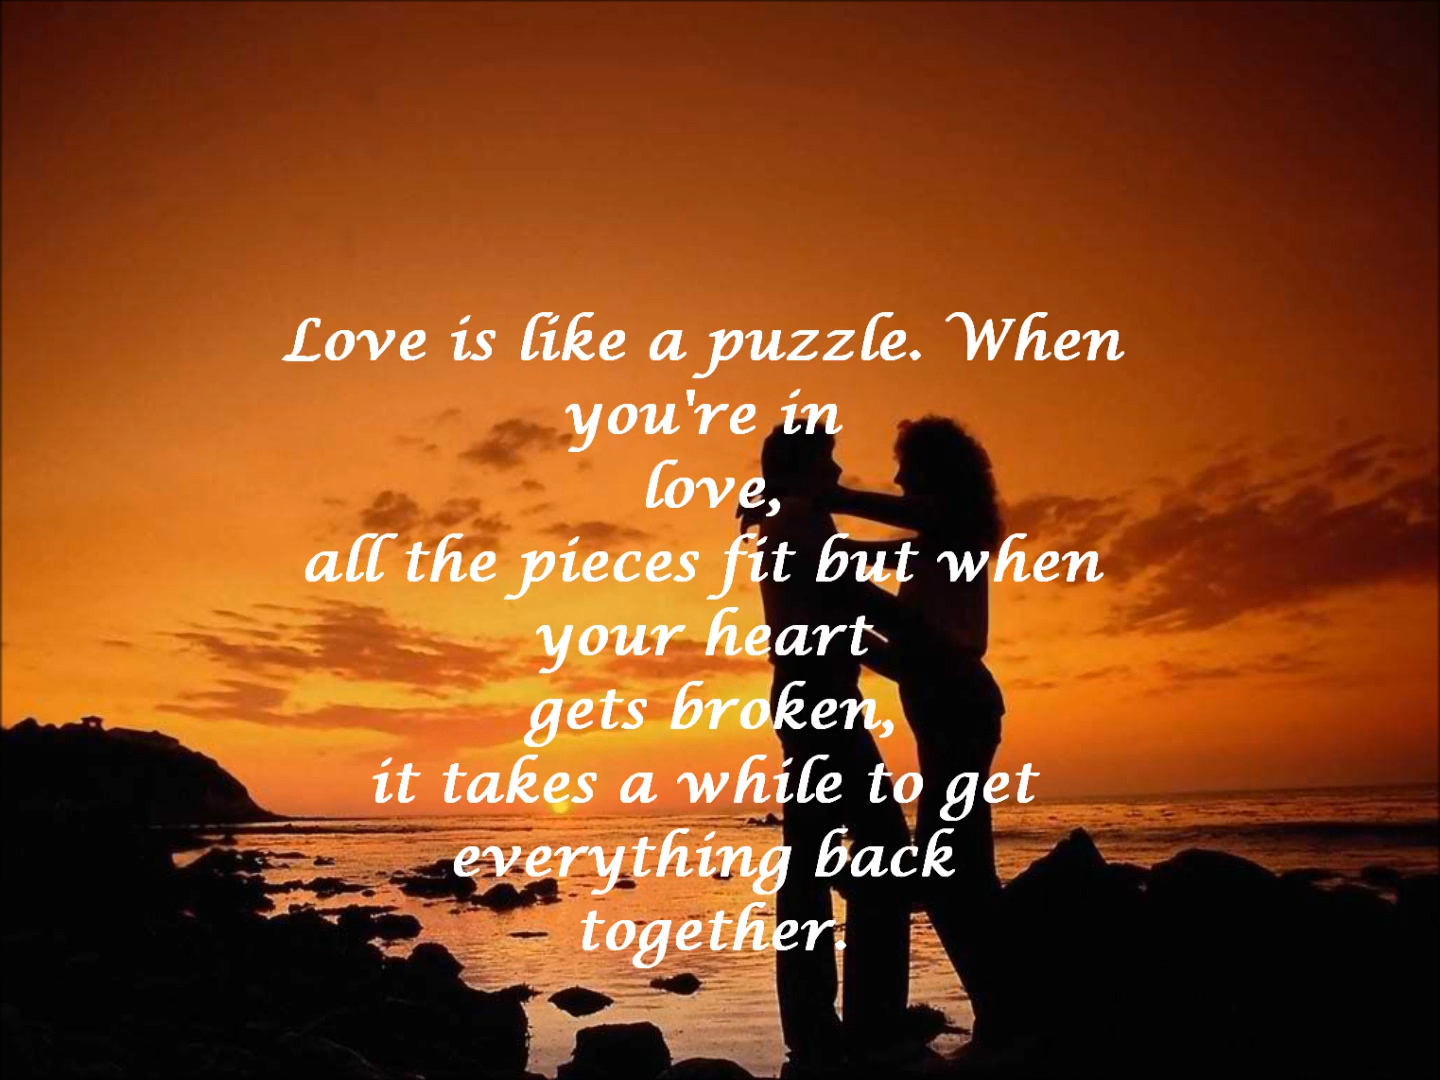 Love is like a puzzle. When
you're in
love,
all the pieces fit but when
your heart
gets broken,
it takes a while to get
everything back
together.